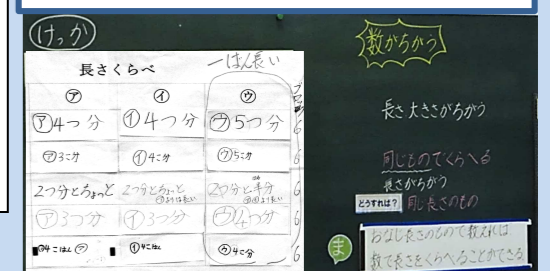 けっか
長さくらべ
一ばん長い
㋐ ㋑ ㋒
㋐4つ分 ㋑4つ分 ㋒5つ分 6
㋐3こ分 ㋑4こ分 ㋒5こ分 6
2つ分とちょっと 2つ分とちょっと 2つ分と半分 6
㋐3つ分 ㋑3つ分 ㋒4つ分 6
㋑4こ分 ㋒4こ分 6
数がちがう
長さ 大きさがちがう
同じものでくらべる
長さがちがう
どうすれば? 同じ長さのもの
ま
おなじ長さのもので数えれば
数で長さをくらべることができる